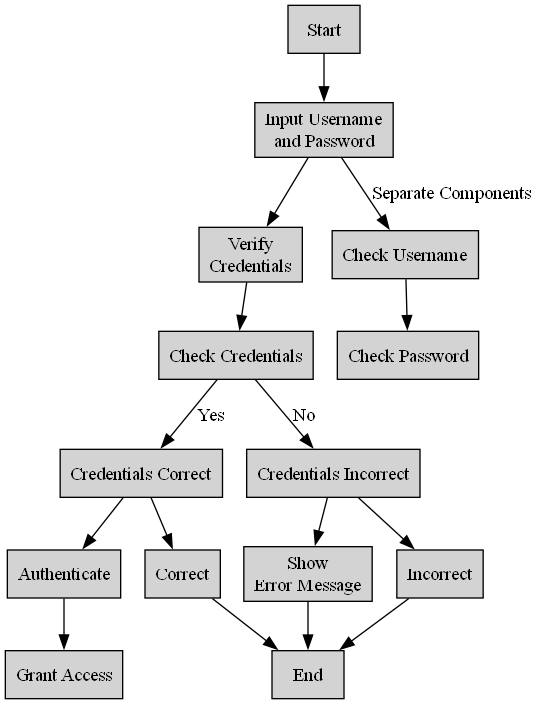 Start
Input Username
and Password
Separate Components
Verify
Credentials
Check Username
Check Credentials
Check Password
Yes
No
Credentials Correct
Credentials Incorrect
Authenticate
Correct
Show
Error Message
Incorrect
Grant Access
End